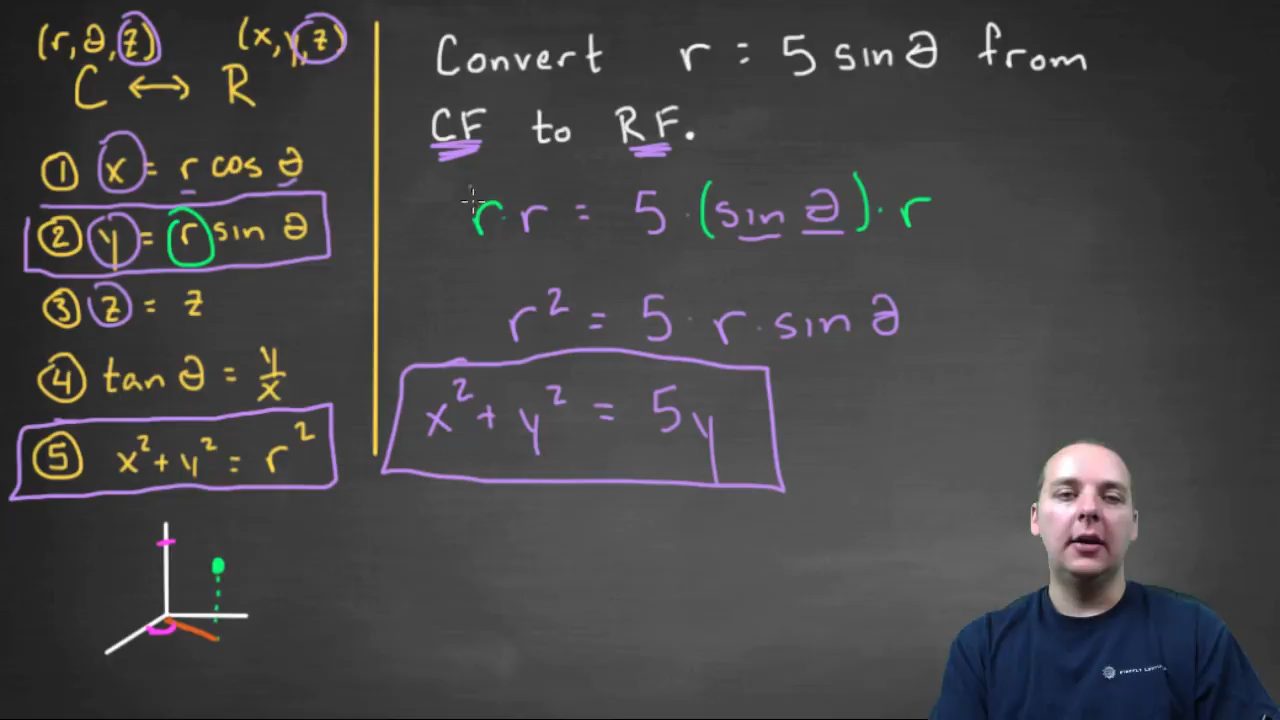 (r, θ, z) (x, y, z)
C ↔ R
① x = r cos θ
② y = r sin θ
③ z = z
④ tan θ = y/x
⑤ x² + y² = r²
Convert r = 5 sin θ from
CF to RF.
r · r = 5 · (sin θ) · r
r² = 5 · r · sin θ
x² + y² = 5y